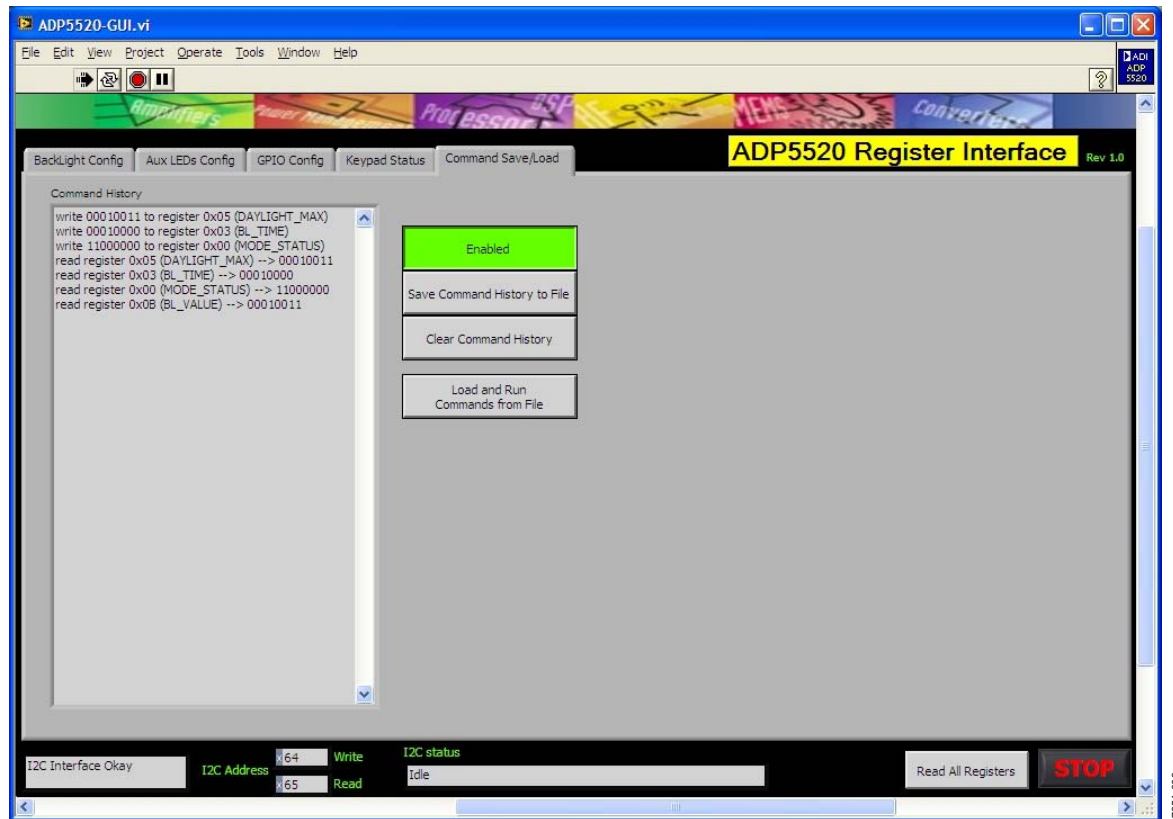 ADP5520-GUI.vi
File Edit View Project Operate Tools Window Help
ADI
ADP
5520
Amplifiers Power Management Processors DSP RF MEMS Converters
BackLight Config Aux LEDs Config GPIO Config Keypad Status Command Save/Load
ADP5520 Register Interface Rev 1.0
Command History
write 00010011 to register 0x05 (DAYLIGHT_MAX)
write 00010000 to register 0x03 (BL_TIME)
write 11000000 to register 0x00 (MODE_STATUS)
read register 0x05 (DAYLIGHT_MAX) --> 00010011
read register 0x03 (BL_TIME) --> 00010000
read register 0x00 (MODE_STATUS) --> 11000000
read register 0x0B (BL_VALUE) --> 00010011
Enabled
Save Command History to File
Clear Command History
Load and Run
Commands from File
I2C Interface Okay
I2C Address
x64 Write
x65 Read
I2C status
Idle
Read All Registers
STOP